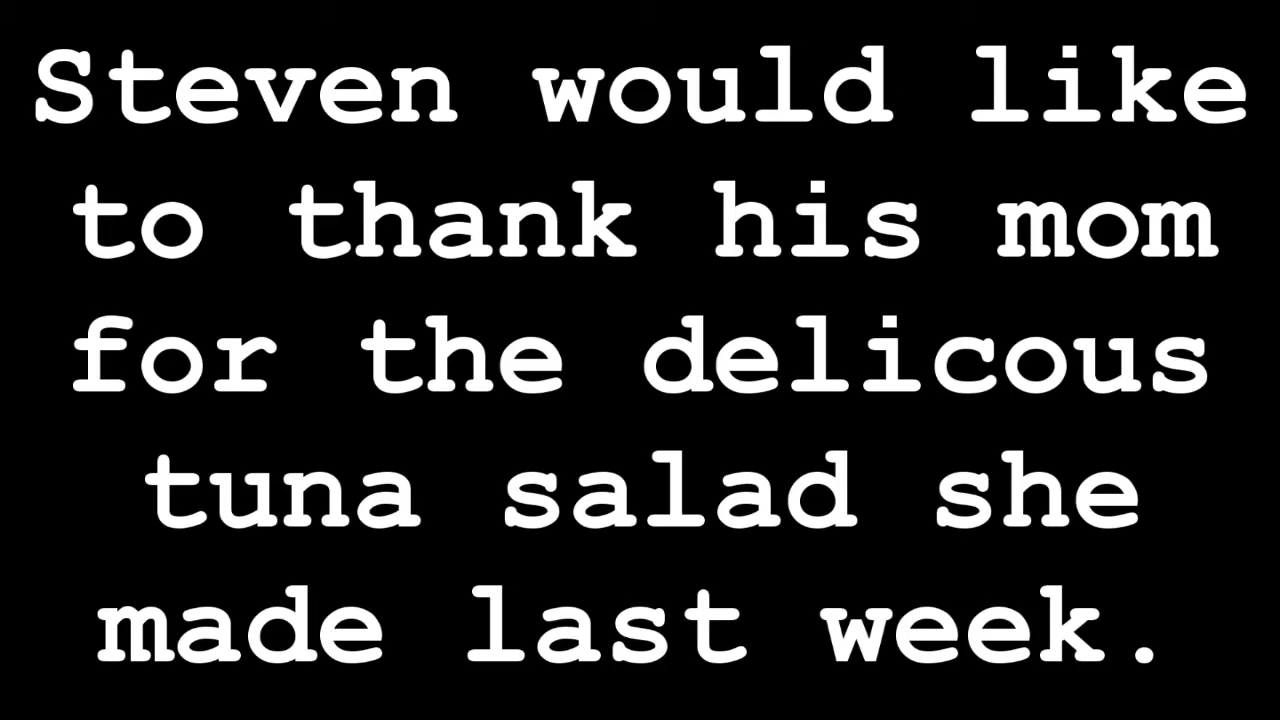 Steven would like
to thank his mom
for the delicous
tuna salad she
made last week.